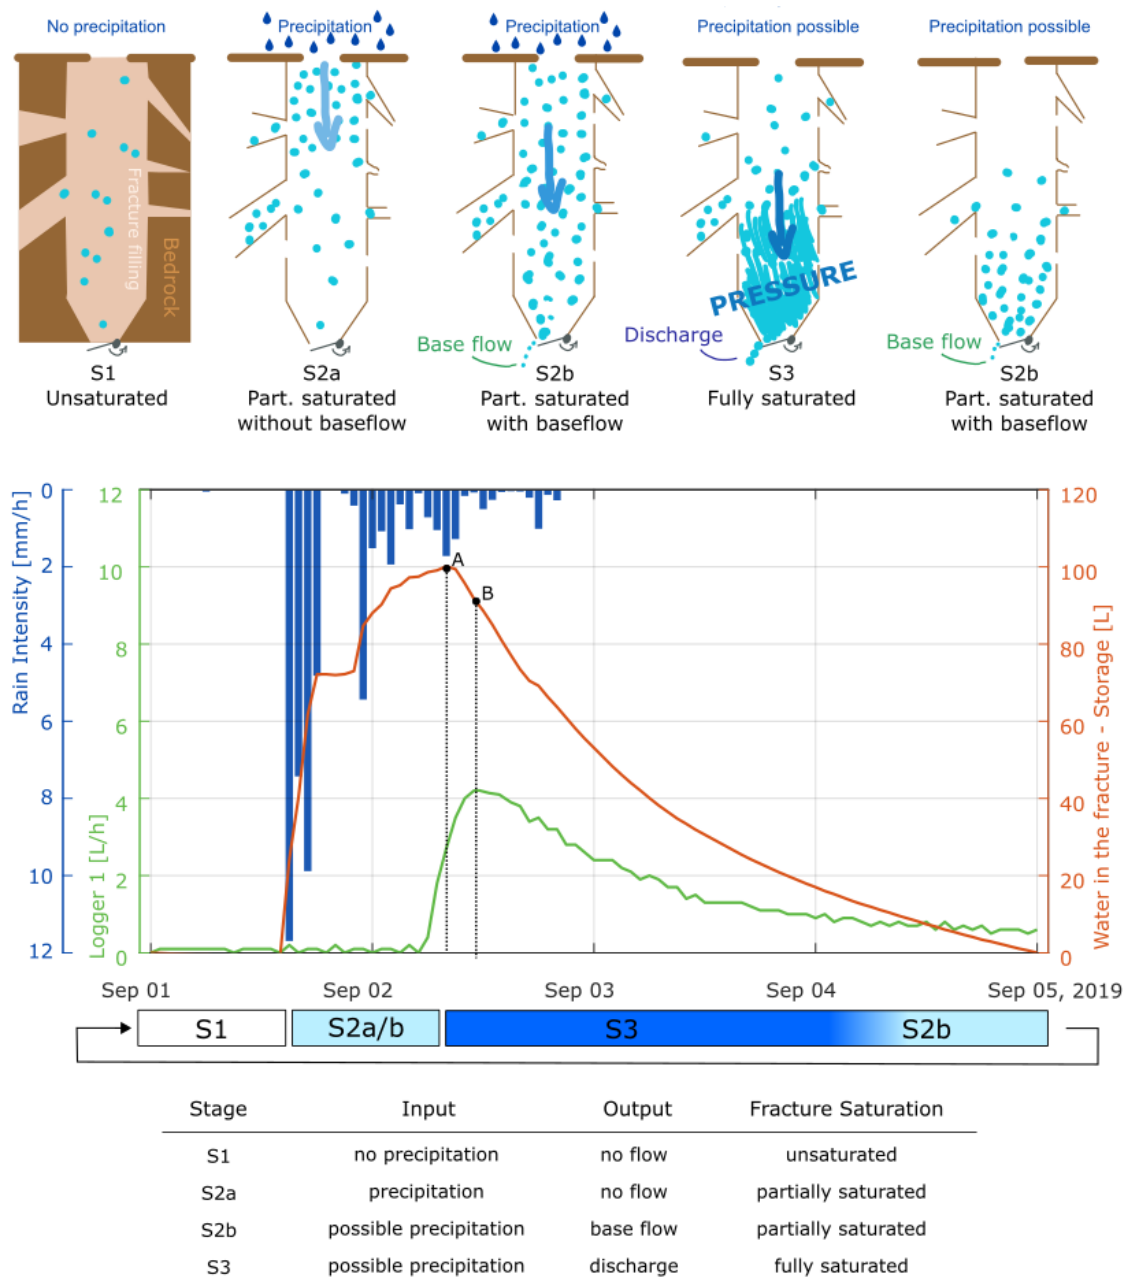 No precipitation
Precipitation
Precipitation
Precipitation possible
Precipitation possible
Fracture filling
Bedrock
PRESSURE
Base flow
Discharge
Base flow
S1
Unsaturated
S2a
Part. saturated
without baseflow
S2b
Part. saturated
with baseflow
S3
Fully saturated
S2b
Part. saturated
with baseflow
Rain Intensity [mm/h]
0
2
4
6
8
10
12
Logger 1 [L/h]
12
10
8
6
4
2
0
A
B
120
100
80
60
40
20
0
Water in the fracture - Storage [L]
Sep 01 Sep 02 Sep 03 Sep 04 Sep 05, 2019
S1 S2a/b S3 S2b
Stage Input Output Fracture Saturation
S1 no precipitation no flow unsaturated
S2a precipitation no flow partially saturated
S2b possible precipitation base flow partially saturated
S3 possible precipitation discharge fully saturated